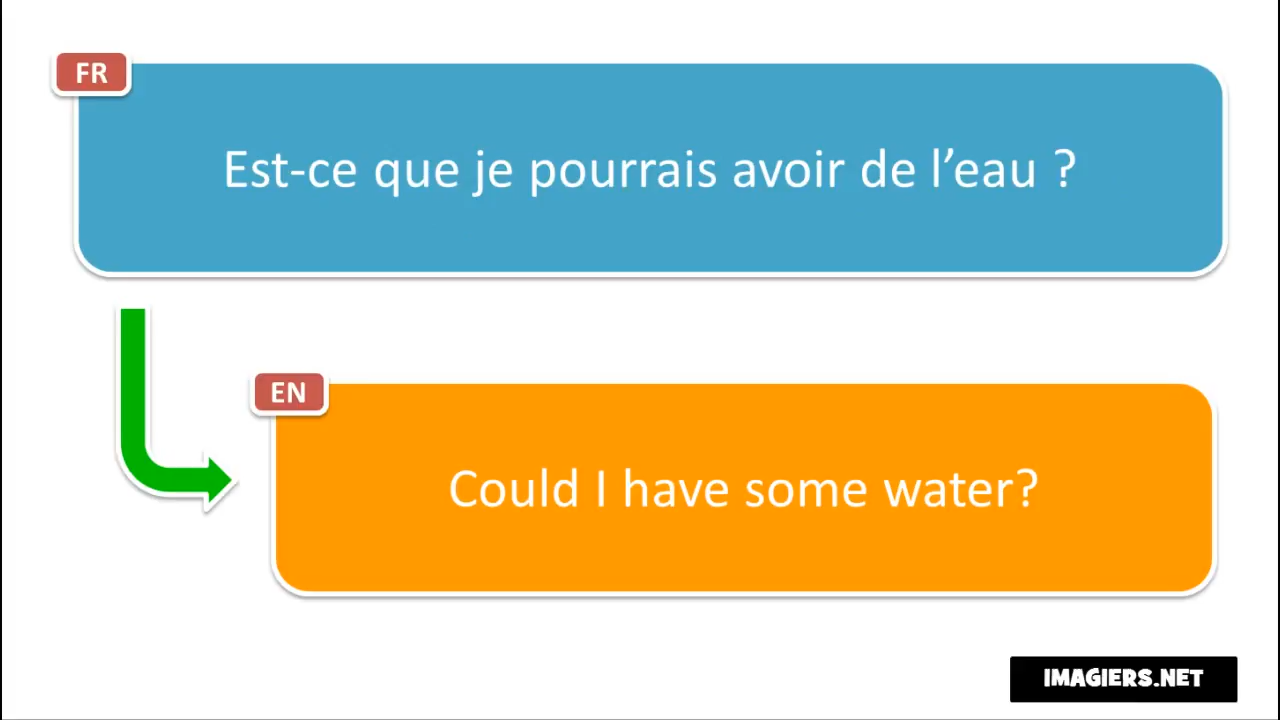 FR
Est-ce que je pourrais avoir de l’eau ?
EN
Could I have some water?
IMAGIERS.NET